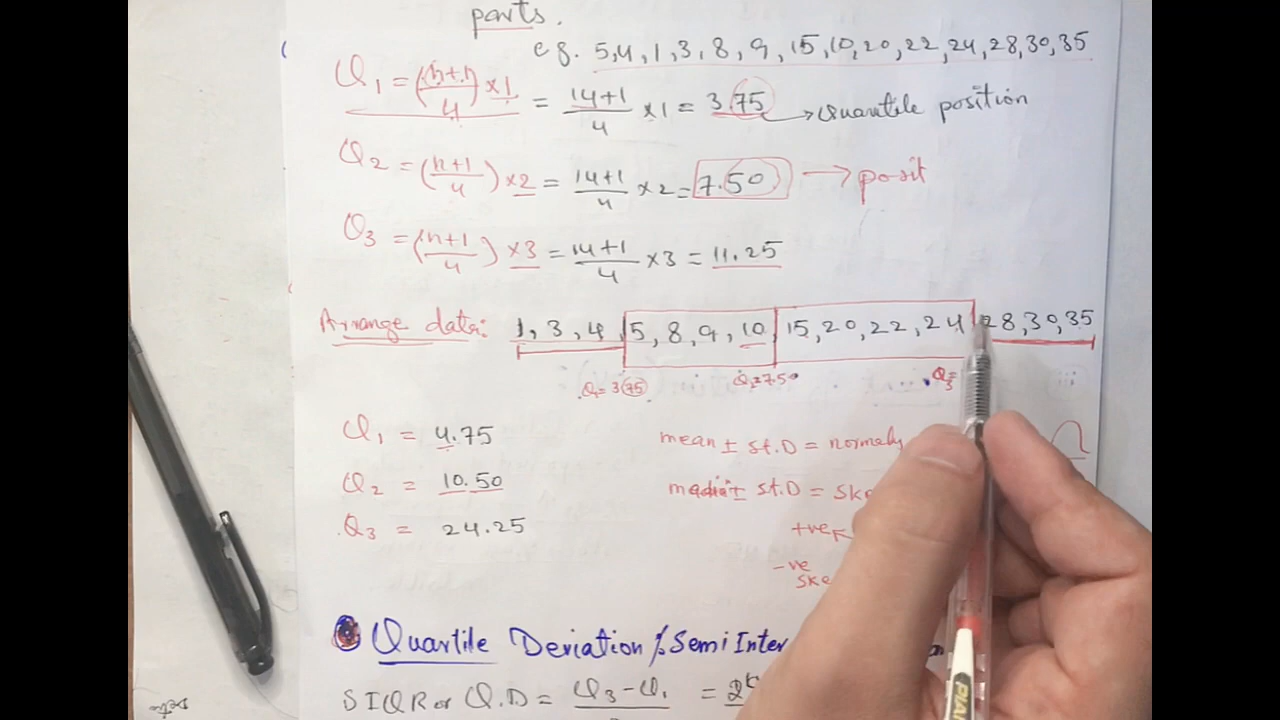 parts.
e.g. 5,4,1,3,8,9,15,10,20,22,24,28,30,35
Q1 = (n+1/4) × 1 = 14+1/4 × 1 = 3.75 → Quantile position
Q2 = (n+1/4) × 2 = 14+1/4 × 2 = 7.50 → posit
Q3 = (n+1/4) × 3 = 14+1/4 × 3 = 11.25
Arrange data: 1, 3, 4, 5, 8, 9, 10, 15, 20, 22, 24, 28, 30, 35
Q1 = 3.75 Q2 = 7.50 Q3 =
Q1 = 4.75
Q2 = 10.50
Q3 = 24.25
mean ± st.D = normaly
± st.D = Ske
+ve
-ve
Ske
Quartile Deviation / Semi Inter
SIQR or Q.D = Q3 - Q1 =